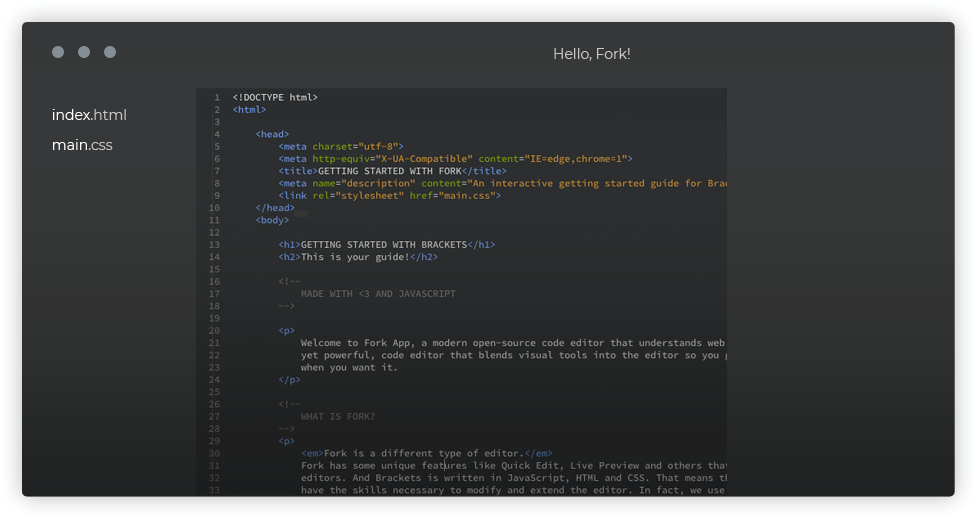 Hello, Fork!
index.html
main.css
1 <!DOCTYPE html>
2 <html>
3
4 <head>
5 <meta charset="utf-8">
6 <meta http-equiv="X-UA-Compatible" content="IE=edge,chrome=1">
7 <title>GETTING STARTED WITH FORK</title>
8 <meta name="description" content="An interactive getting started guide for Brac
9 <link rel="stylesheet" href="main.css">
10 </head>
11 <body>
12
13 <h1>GETTING STARTED WITH BRACKETS</h1>
14 <h2>This is your guide!</h2>
15
16 <!--
17 MADE WITH <3 AND JAVASCRIPT
18 -->
19
20 <p>
21 Welcome to Fork App, a modern open-source code editor that understands web
22 yet powerful, code editor that blends visual tools into the editor so you
23 when you want it.
24 </p>
25
26 <!--
27 WHAT IS FORK?
28 -->
29 <p>
30 <em>Fork is a different type of editor.</em>
31 Fork has some unique features like Quick Edit, Live Preview and others that
32 editors. And Brackets is written in JavaScript, HTML and CSS. That means
33 have the skills necessary to modify and extend the editor. In fact, we use